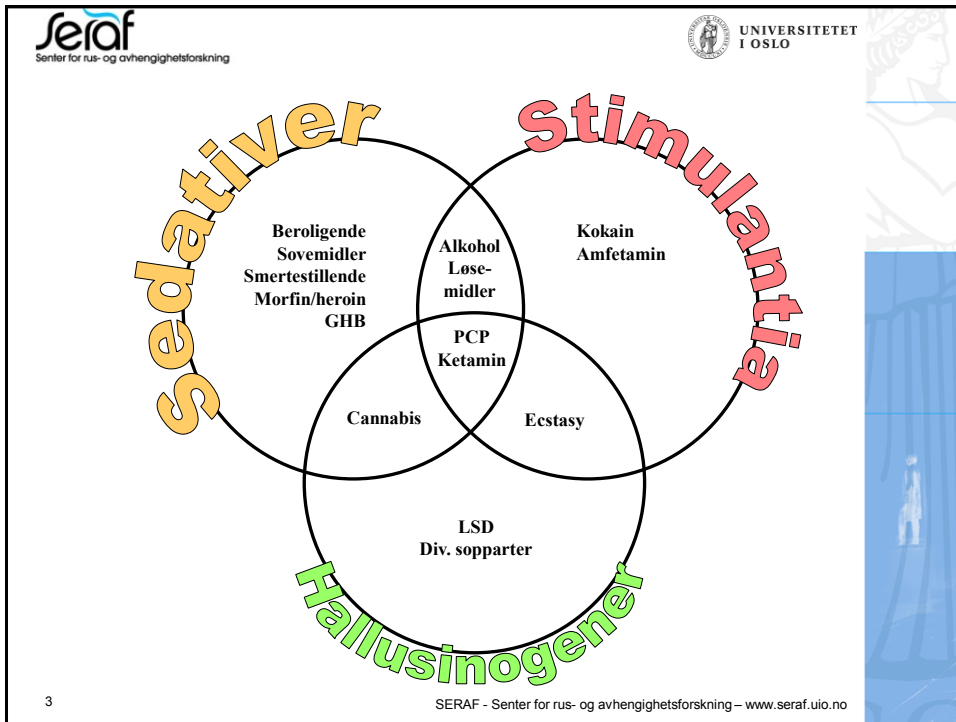 Seraf
Senter for rus- og avhengighetsforskning
UNIVERSITETET
I OSLO
Sedativer
Stimulantia
Beroligende
Sovemidler
Smertestillende
Morfin/heroin
GHB
Alkohol
Løse-
midler
Kokain
Amfetamin
PCP
Ketamin
Cannabis
Ecstasy
LSD
Div. sopparter
Hallusinogener
3
SERAF - Senter for rus- og avhengighetsforskning – www.seraf.uio.no